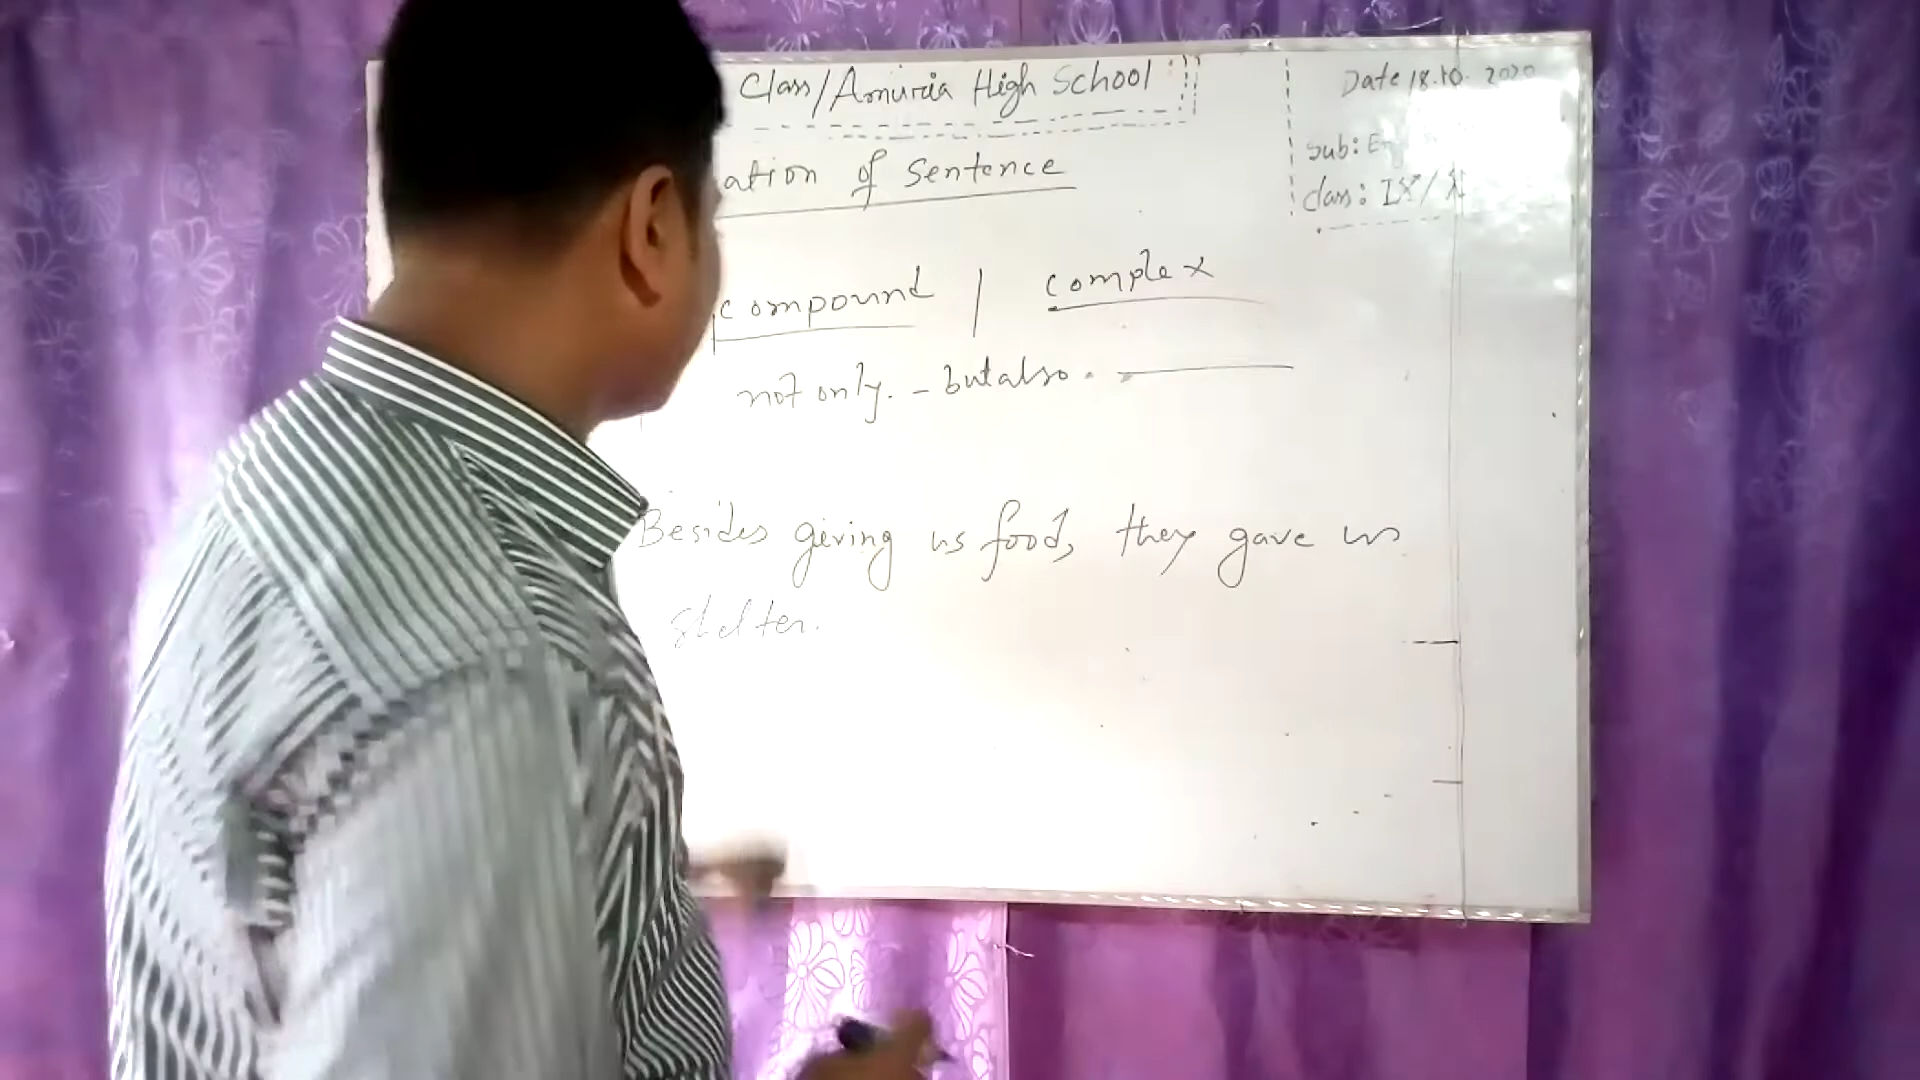 Class/Amuria High School
Date 18.10.2020
sub:
class: IX/X
ation of Sentence
compound / complex
not only. - but also.
Besides giving us food, they gave us
shelter.